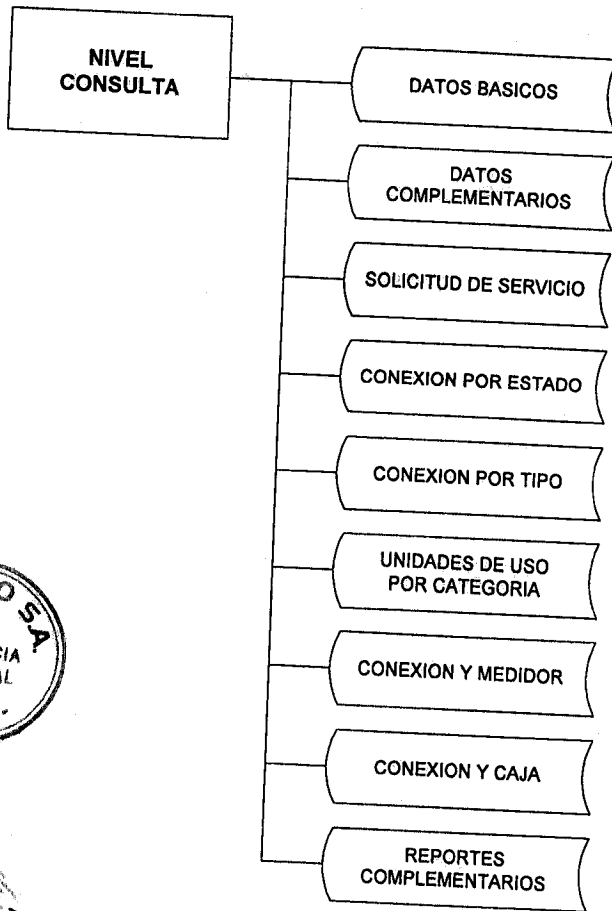 NIVEL
CONSULTA
DATOS BASICOS
DATOS
COMPLEMENTARIOS
SOLICITUD DE SERVICIO
CONEXION POR ESTADO
CONEXION POR TIPO
UNIDADES DE USO
POR CATEGORIA
CONEXION Y MEDIDOR
CONEXION Y CAJA
REPORTES
COMPLEMENTARIOS
S.A.